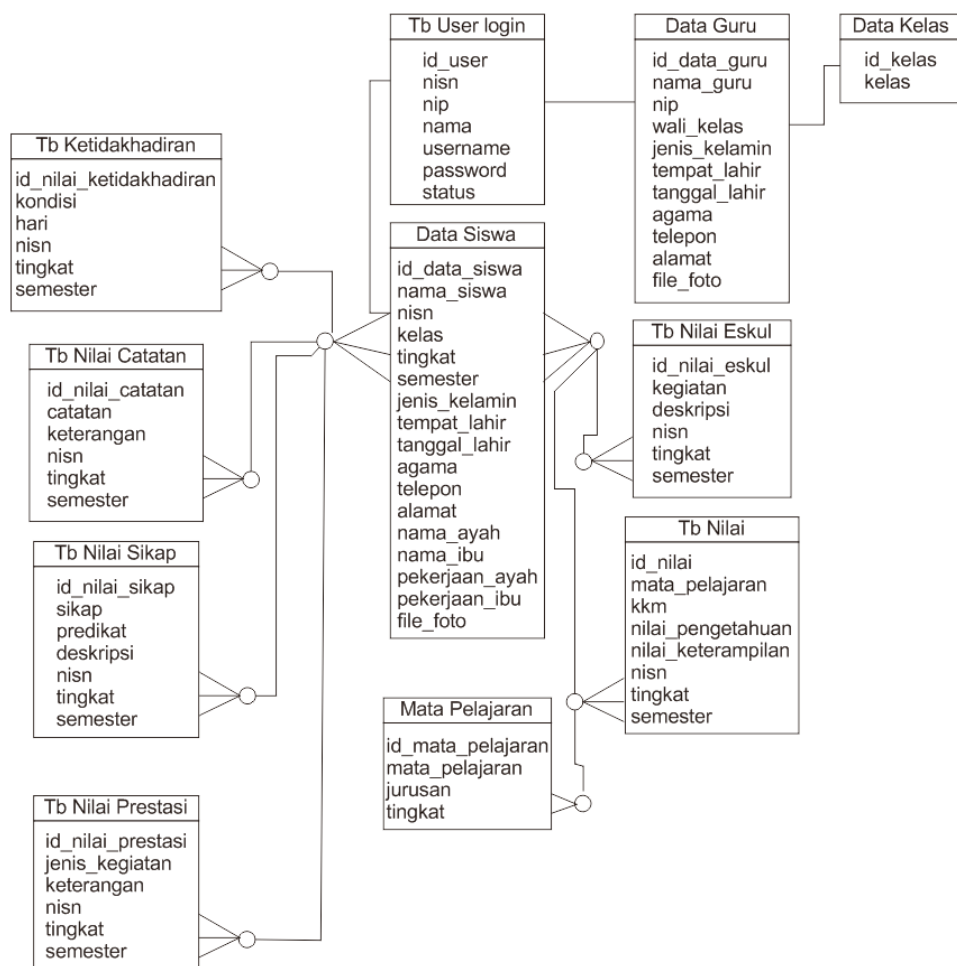 Tb User login
id_user
nisn
nip
nama
username
password
status
Data Guru
id_data_guru
nama_guru
nip
wali_kelas
jenis_kelamin
tempat_lahir
tanggal_lahir
agama
telepon
alamat
file_foto
Data Kelas
id_kelas
kelas
Tb Ketidakhadiran
id_nilai_ketidakhadiran
kondisi
hari
nisn
tingkat
semester
Data Siswa
id_data_siswa
nama_siswa
nisn
kelas
tingkat
semester
jenis_kelamin
tempat_lahir
tanggal_lahir
agama
telepon
alamat
nama_ayah
nama_ibu
pekerjaan_ayah
pekerjaan_ibu
file_foto
Tb Nilai Eskul
id_nilai_eskul
kegiatan
deskripsi
nisn
tingkat
semester
Tb Nilai Catatan
id_nilai_catatan
catatan
keterangan
nisn
tingkat
semester
Tb Nilai
id_nilai
mata_pelajaran
kkm
nilai_pengetahuan
nilai_keterampilan
nisn
tingkat
semester
Tb Nilai Sikap
id_nilai_sikap
sikap
predikat
deskripsi
nisn
tingkat
semester
Mata Pelajaran
id_mata_pelajaran
mata_pelajaran
jurusan
tingkat
Tb Nilai Prestasi
id_nilai_prestasi
jenis_kegiatan
keterangan
nisn
tingkat
semester